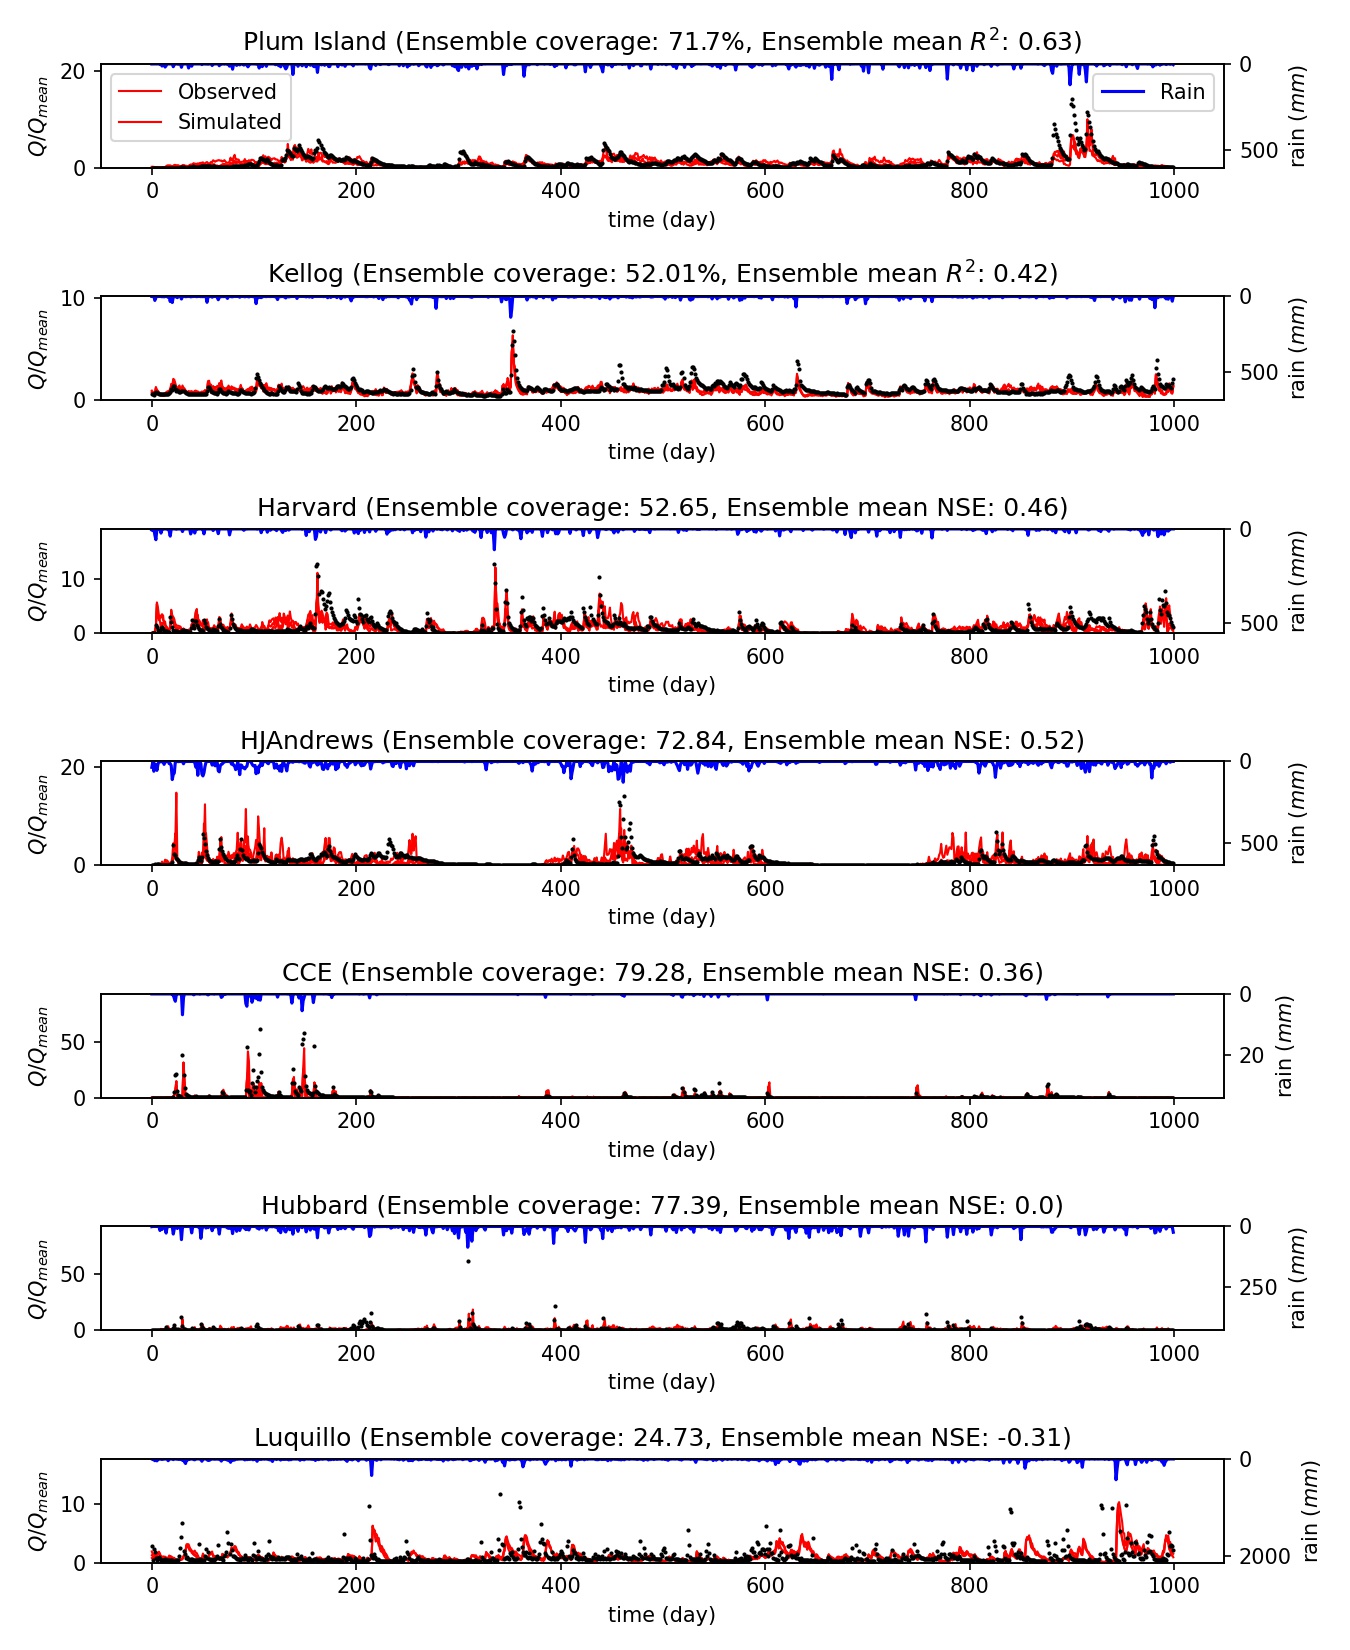 Plum Island (Ensemble coverage: 71.7%, Ensemble mean R²: 0.63)
Q/Q_mean
20
0
Observed
Simulated
Rain
0
500
rain (mm)
0 200 400 600 800 1000
time (day)
Kellog (Ensemble coverage: 52.01%, Ensemble mean R²: 0.42)
Q/Q_mean
10
0
0
500
rain (mm)
0 200 400 600 800 1000
time (day)
Harvard (Ensemble coverage: 52.65, Ensemble mean NSE: 0.46)
Q/Q_mean
10
0
0
500
rain (mm)
0 200 400 600 800 1000
time (day)
HJAndrews (Ensemble coverage: 72.84, Ensemble mean NSE: 0.52)
Q/Q_mean
20
0
0
500
rain (mm)
0 200 400 600 800 1000
time (day)
CCE (Ensemble coverage: 79.28, Ensemble mean NSE: 0.36)
Q/Q_mean
50
0
0
20
rain (mm)
0 200 400 600 800 1000
time (day)
Hubbard (Ensemble coverage: 77.39, Ensemble mean NSE: 0.0)
Q/Q_mean
50
0
0
250
rain (mm)
0 200 400 600 800 1000
time (day)
Luquillo (Ensemble coverage: 24.73, Ensemble mean NSE: -0.31)
Q/Q_mean
10
0
0
2000
rain (mm)
0 200 400 600 800 1000
time (day)